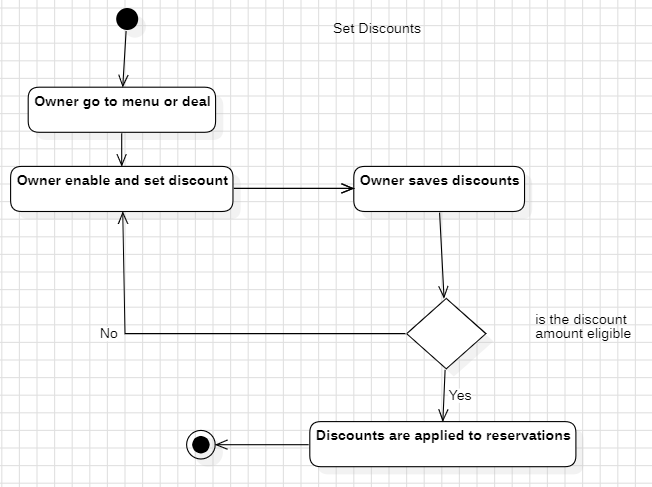 Set Discounts
Owner go to menu or deal
Owner enable and set discount
Owner saves discounts
is the discount
amount eligible
No
Yes
Discounts are applied to reservations